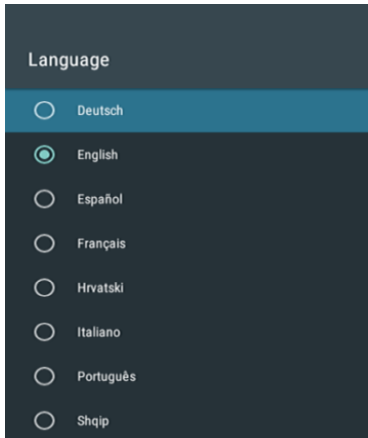 Language
Deutsch
English
Español
Français
Hrvatski
Italiano
Português
Shqip